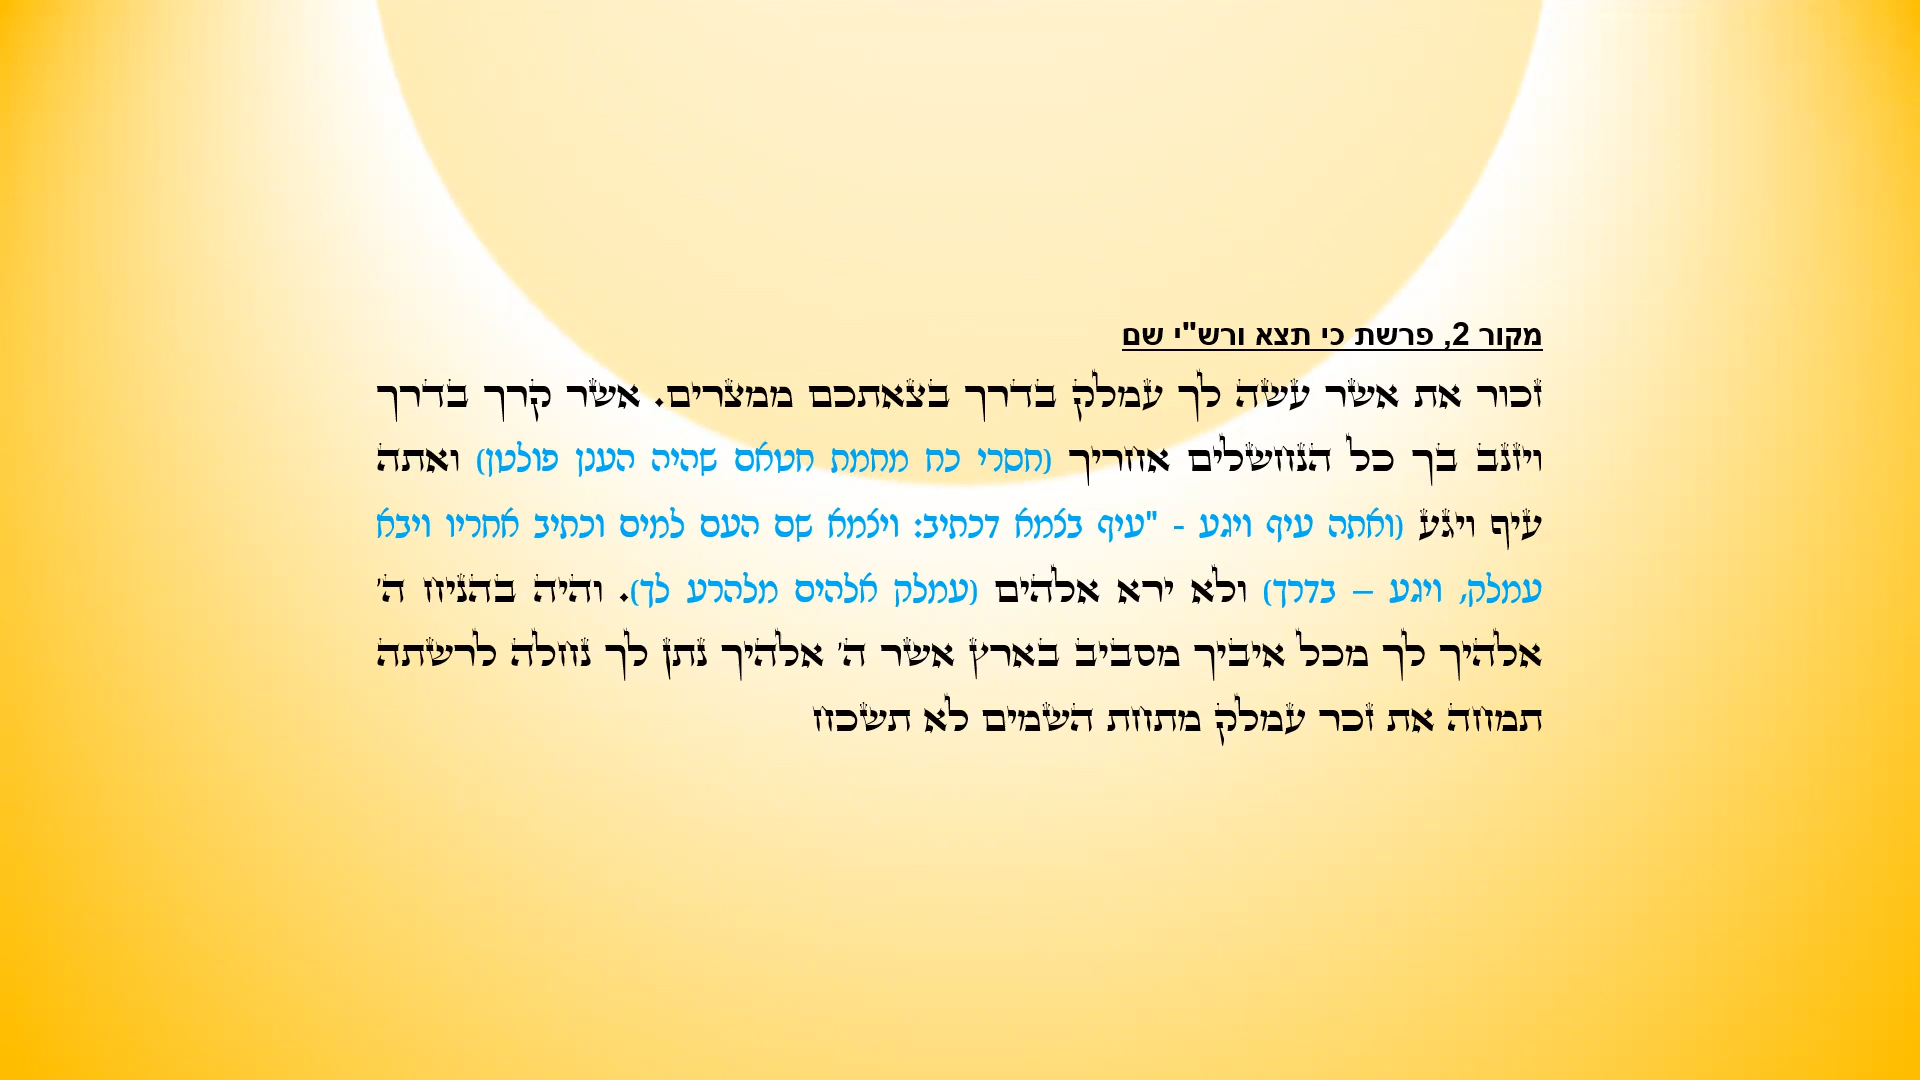 מקור 2, פרשת כי תצא ורש"י שם
זכור את אשר עשה לך עמלק בדרך בצאתכם ממצרים. אשר קרך בדרך
ויזנב בך כל הנחשלים אחריך (חסרי כח מחמת חטאם שהיה הענן פולטן) ואתה
עיף ויגע (ואתה עיף ויגע - "עיף בצמא דכתיב: ויצמא שם העם למים וכתיב אחריו ויבא
עמלק, ויגע – בדרך) ולא ירא אלהים (עמלק אלהים מלהרע לך). והיה בהניח ה'
אלהיך לך מכל איביך מסביב בארץ אשר ה' אלהיך נתן לך נחלה לרשתה
תמחה את זכר עמלק מתחת השמים לא תשכח